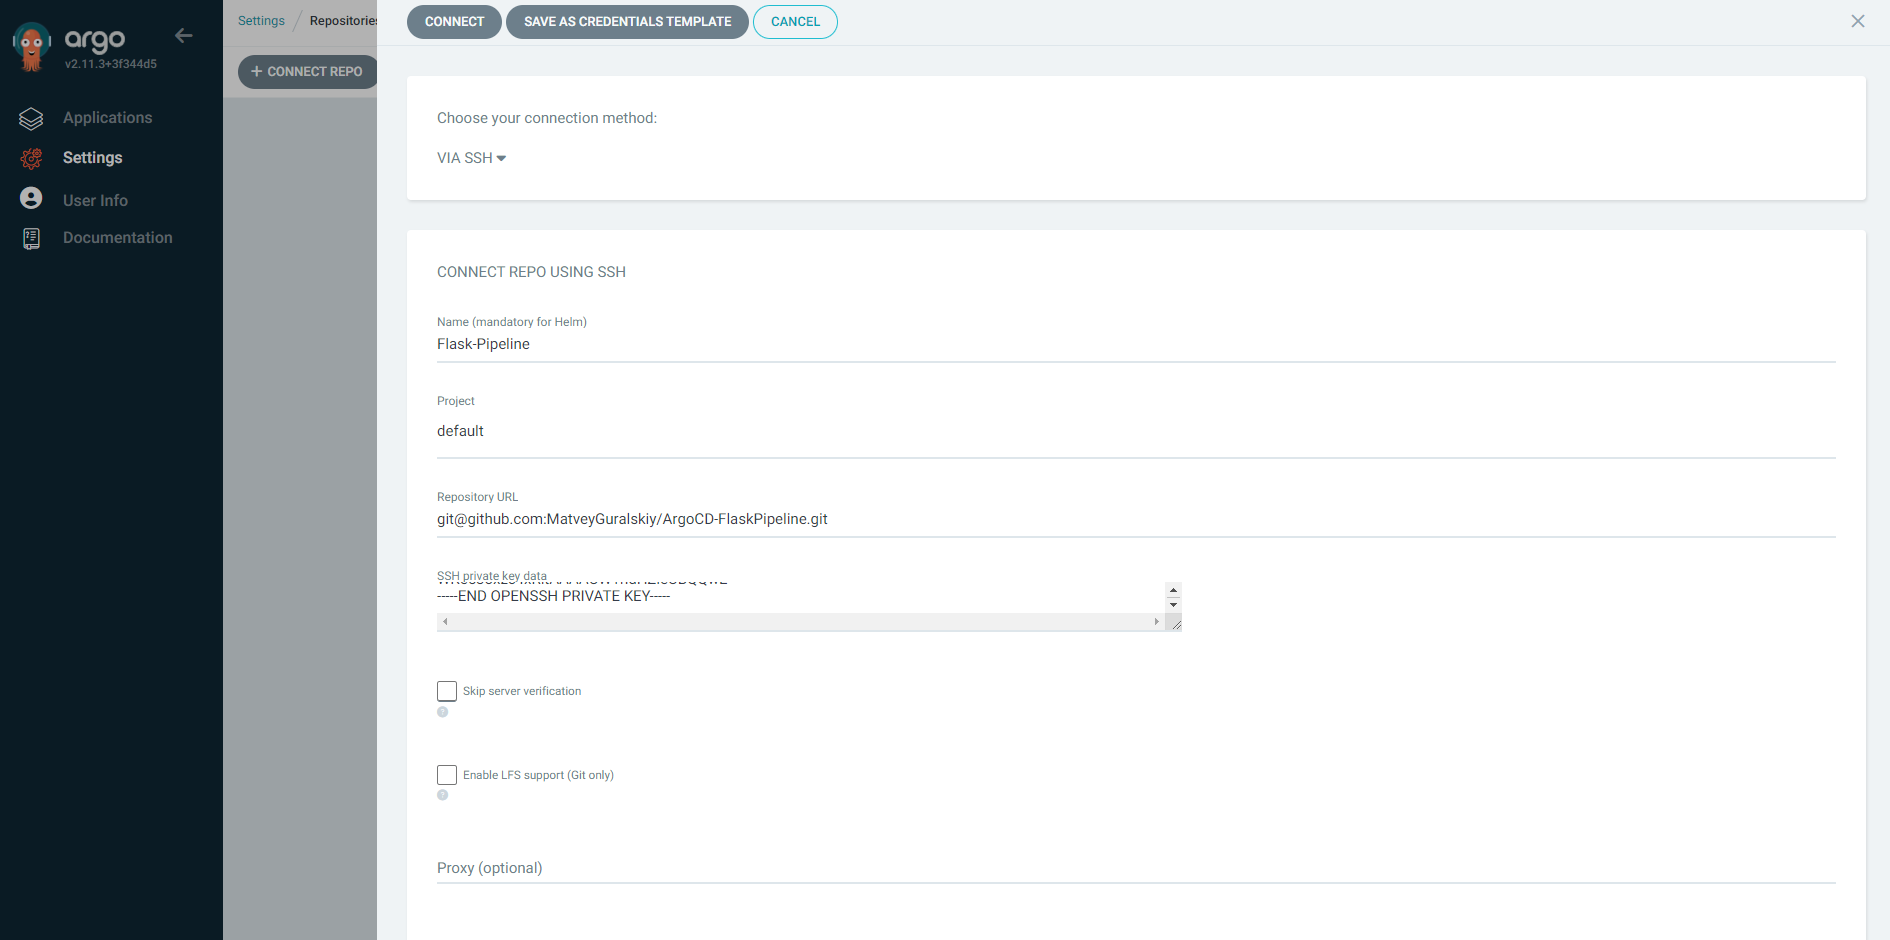 argo
v2.11.3+3f344d5
Applications
Settings
User Info
Documentation
Settings / Repositories
+ CONNECT REPO
CONNECT SAVE AS CREDENTIALS TEMPLATE CANCEL
Choose your connection method:
VIA SSH
CONNECT REPO USING SSH
Name (mandatory for Helm)
Flask-Pipeline
Project
default
Repository URL
git@github.com:MatveyGuralskiy/ArgoCD-FlaskPipeline.git
SSH private key data
-----END OPENSSH PRIVATE KEY-----
Skip server verification
?
Enable LFS support (Git only)
?
Proxy (optional)